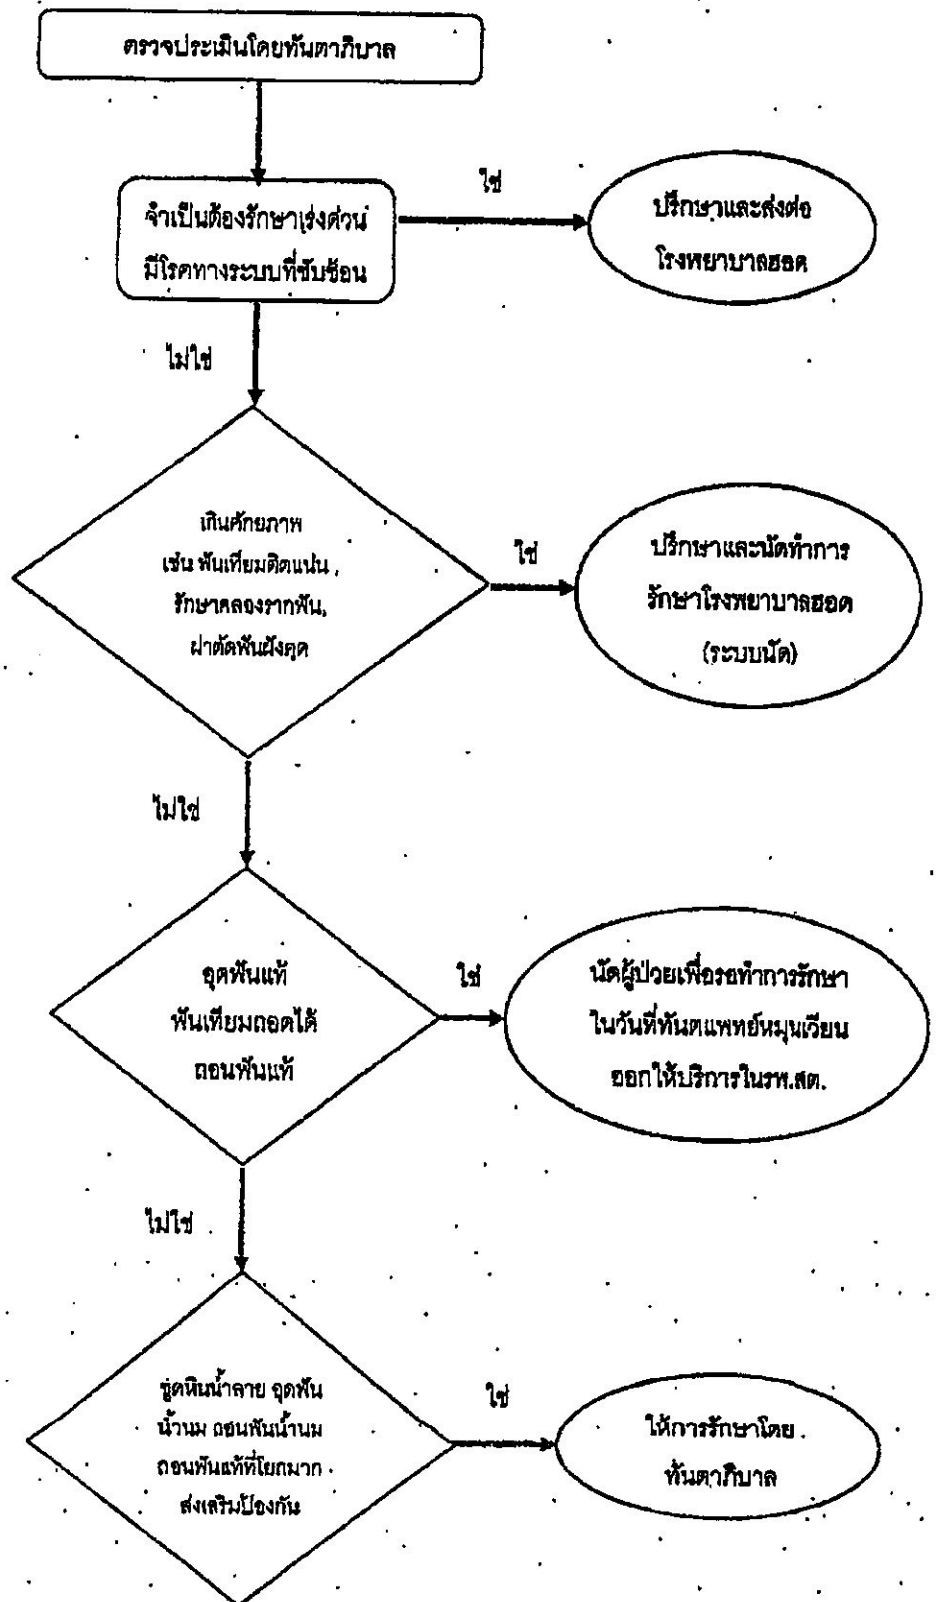 ตรวจประเมินโดยทันตาภิบาล
จำเป็นต้องรักษาเร่งด่วน
มีโรคทางระบบที่ซับซ้อน
ใช่
ปรึกษาและส่งต่อ
โรงพยาบาลฮอด
ไม่ใช่
เกินศักยภาพ
เช่น ฟันเทียมติดแน่น ,
รักษาคลองรากฟัน,
ผ่าตัดฟันฝังคุด
ใช่
ปรึกษาและนัดทำการ
รักษาโรงพยาบาลฮอด
(ระบบนัด)
ไม่ใช่
อุดฟันแท้
ฟันเทียมถอดได้
ถอนฟันแท้
ใช่
นัดผู้ป่วยเพื่อรอทำการรักษา
ในวันที่ทันตแพทย์หมุนเวียน
ออกให้บริการในรพ.สต.
ไม่ใช่
ขูดหินน้ำลาย อุดฟัน
น้ำนม ถอนฟันน้ำนม
ถอนฟันแท้ที่โยกมาก
ส่งเสริมป้องกัน
ใช่
ให้การรักษาโดย
ทันตาภิบาล